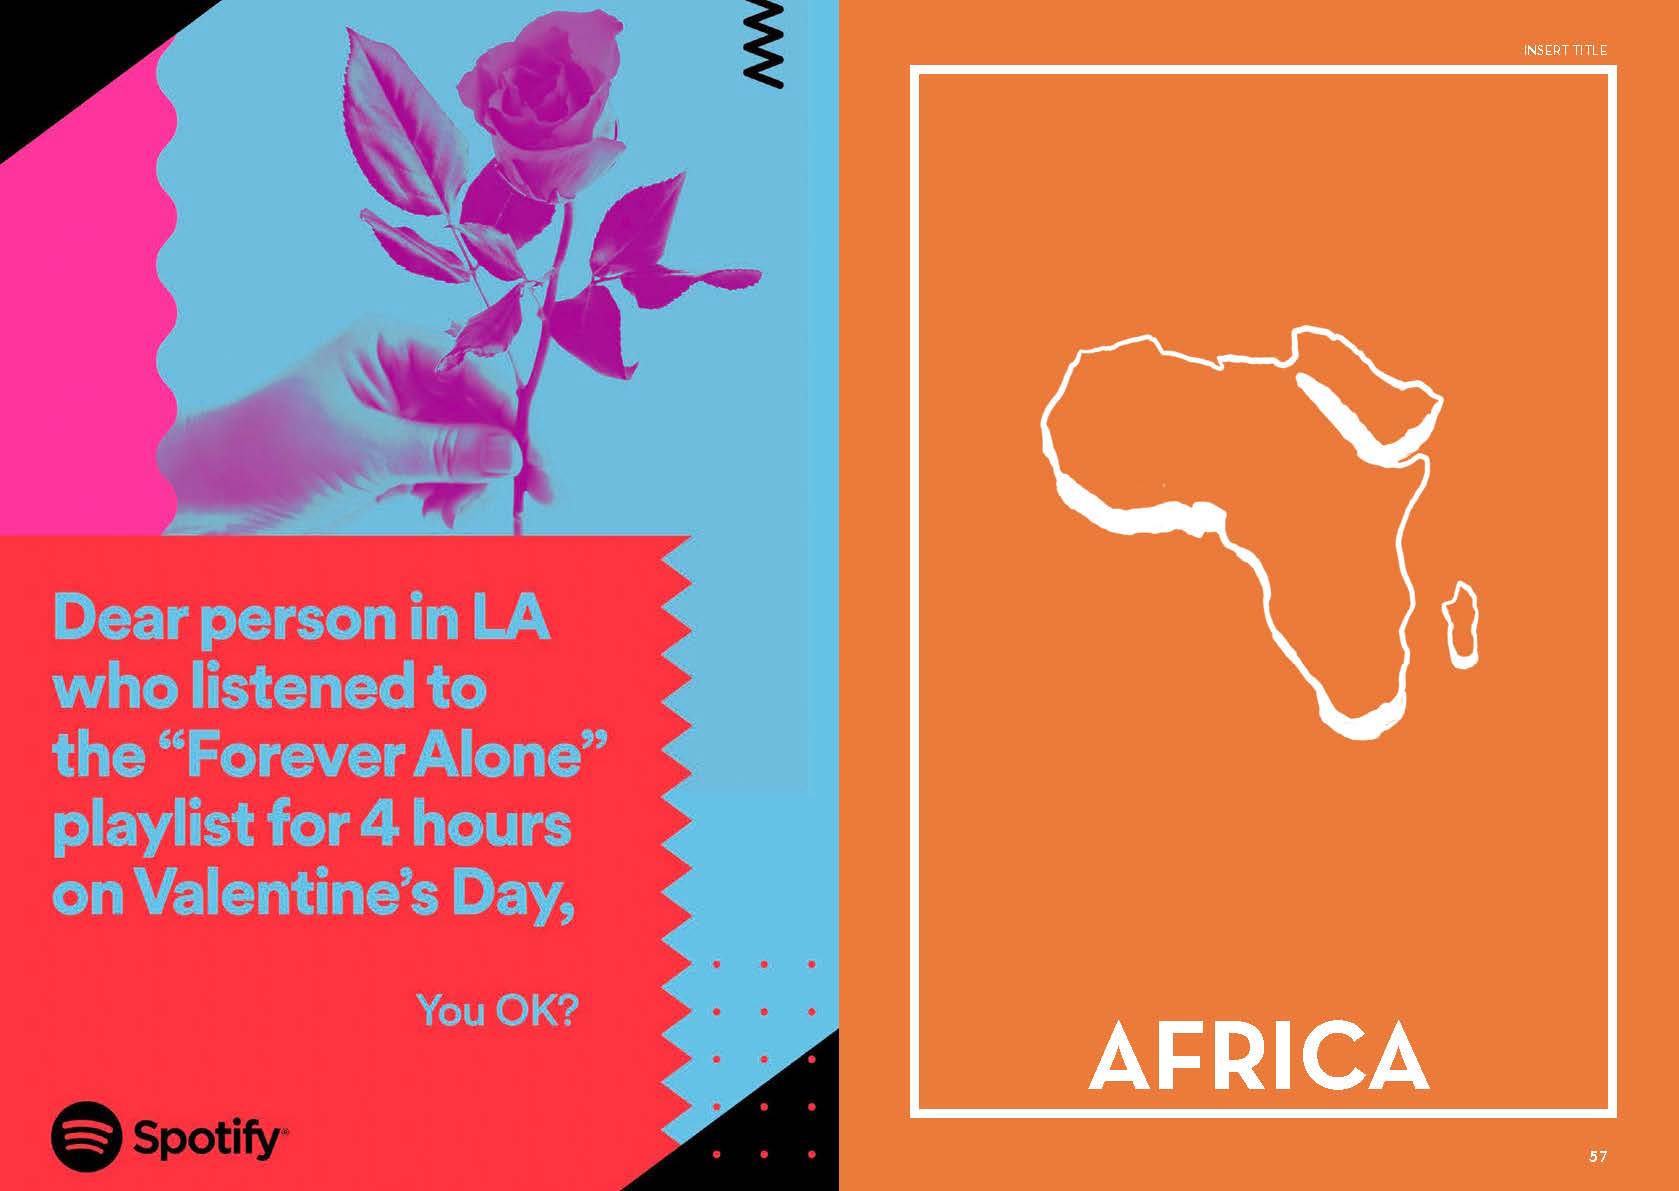 Dear person in LA
who listened to
the “Forever Alone”
playlist for 4 hours
on Valentine’s Day,
You OK?
Spotify®
INSERT TITLE
AFRICA
57